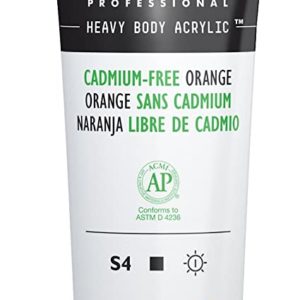 PROFESSIONAL
HEAVY BODY ACRYLIC™
CADMIUM-FREE ORANGE
ORANGE SANS CADMIUM
NARANJA LIBRE DE CADMIO
ACMI
AP
Conforms to
ASTM D 4236
S4
I